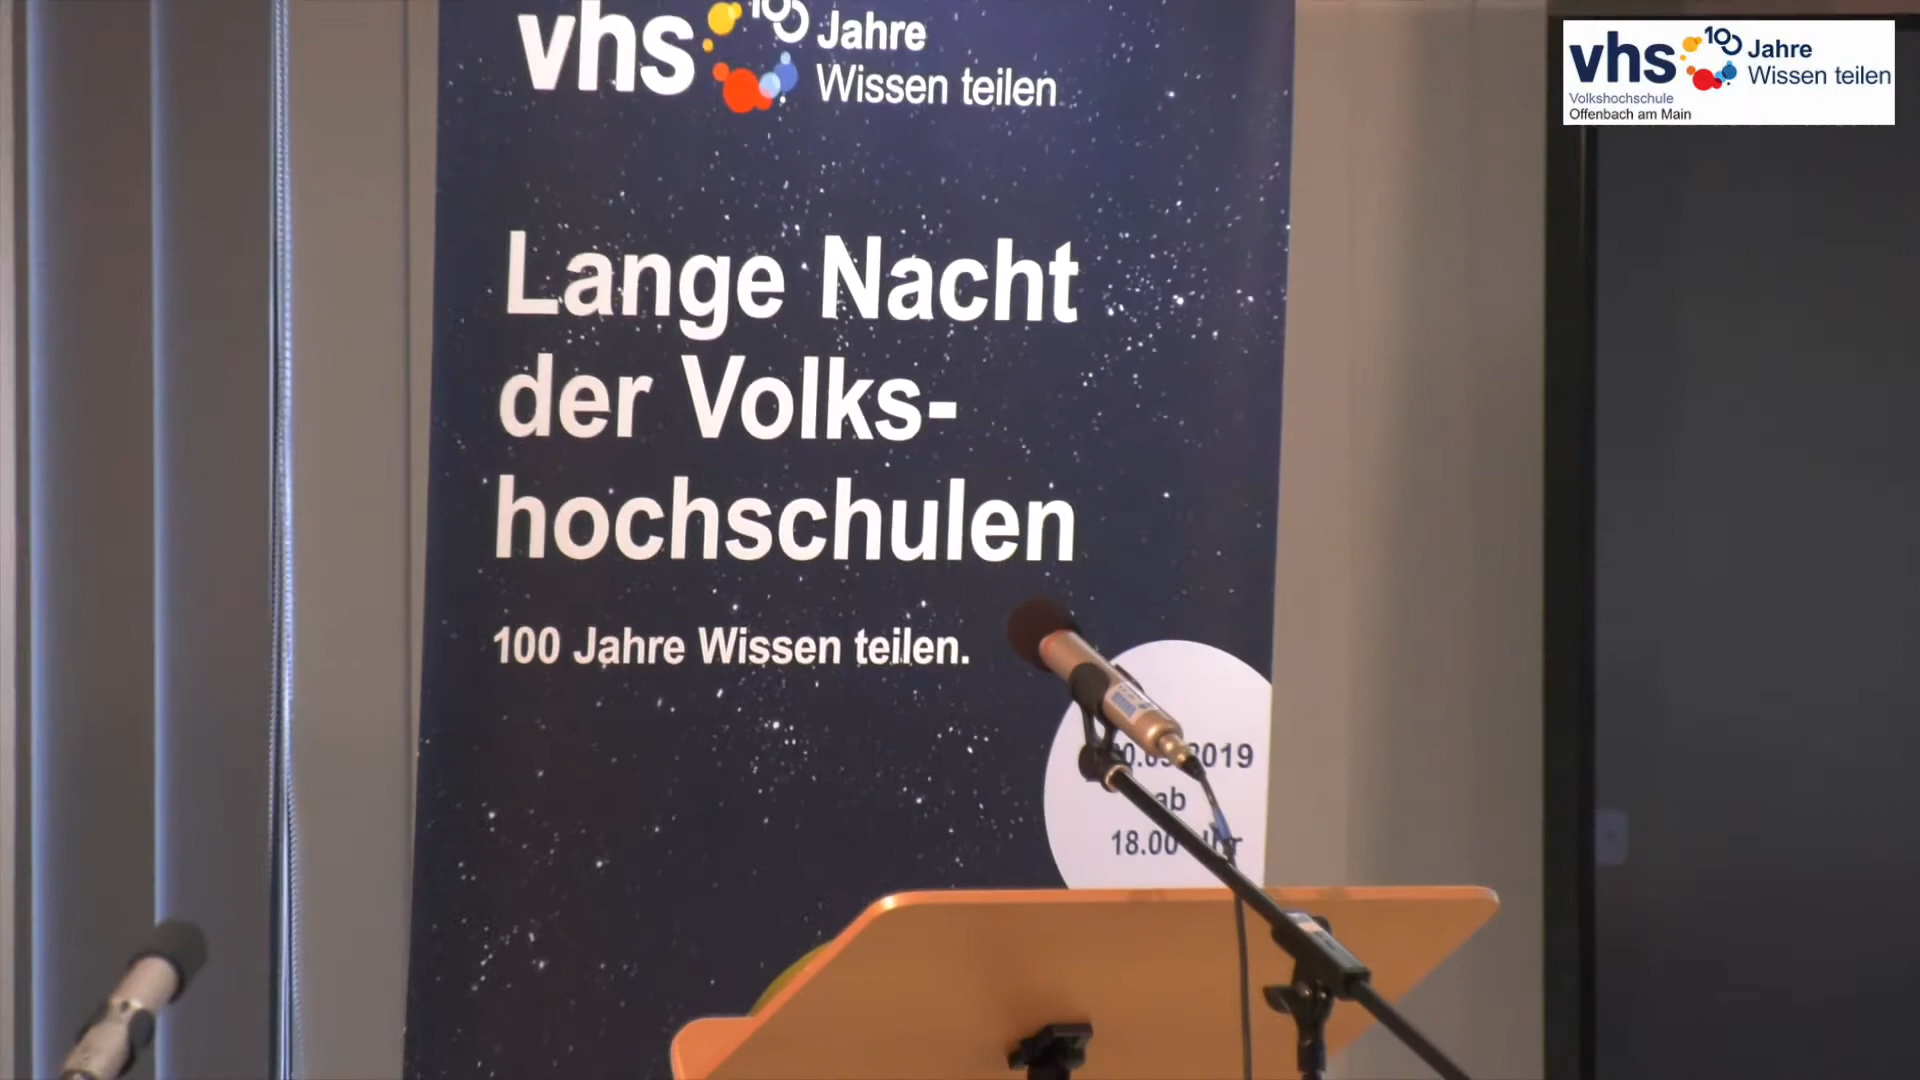 vhs 100 Jahre
Wissen teilen
Lange Nacht
der Volks-
hochschulen
100 Jahre Wissen teilen.
2019
ab
18.00 Uhr
vhs 100 Jahre
Wissen teilen
Volkshochschule
Offenbach am Main